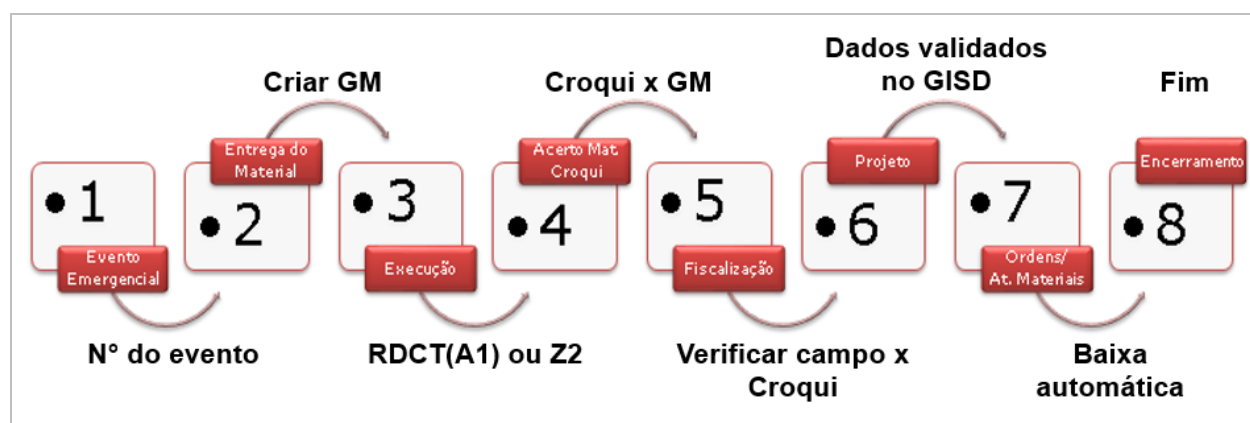 Dados validados
no GISD
Criar GM
Croqui x GM
Fim
Entrega do
Material
Acerto Mat.
Croqui
Projeto
Encerramento
• 1
• 2
• 3
• 4
• 5
• 6
• 7
• 8
Evento
Emergencial
Execução
Fiscalização
Ordens/
At. Materiais
N° do evento
RDCT(A1) ou Z2
Verificar campo x
Croqui
Baixa
automática